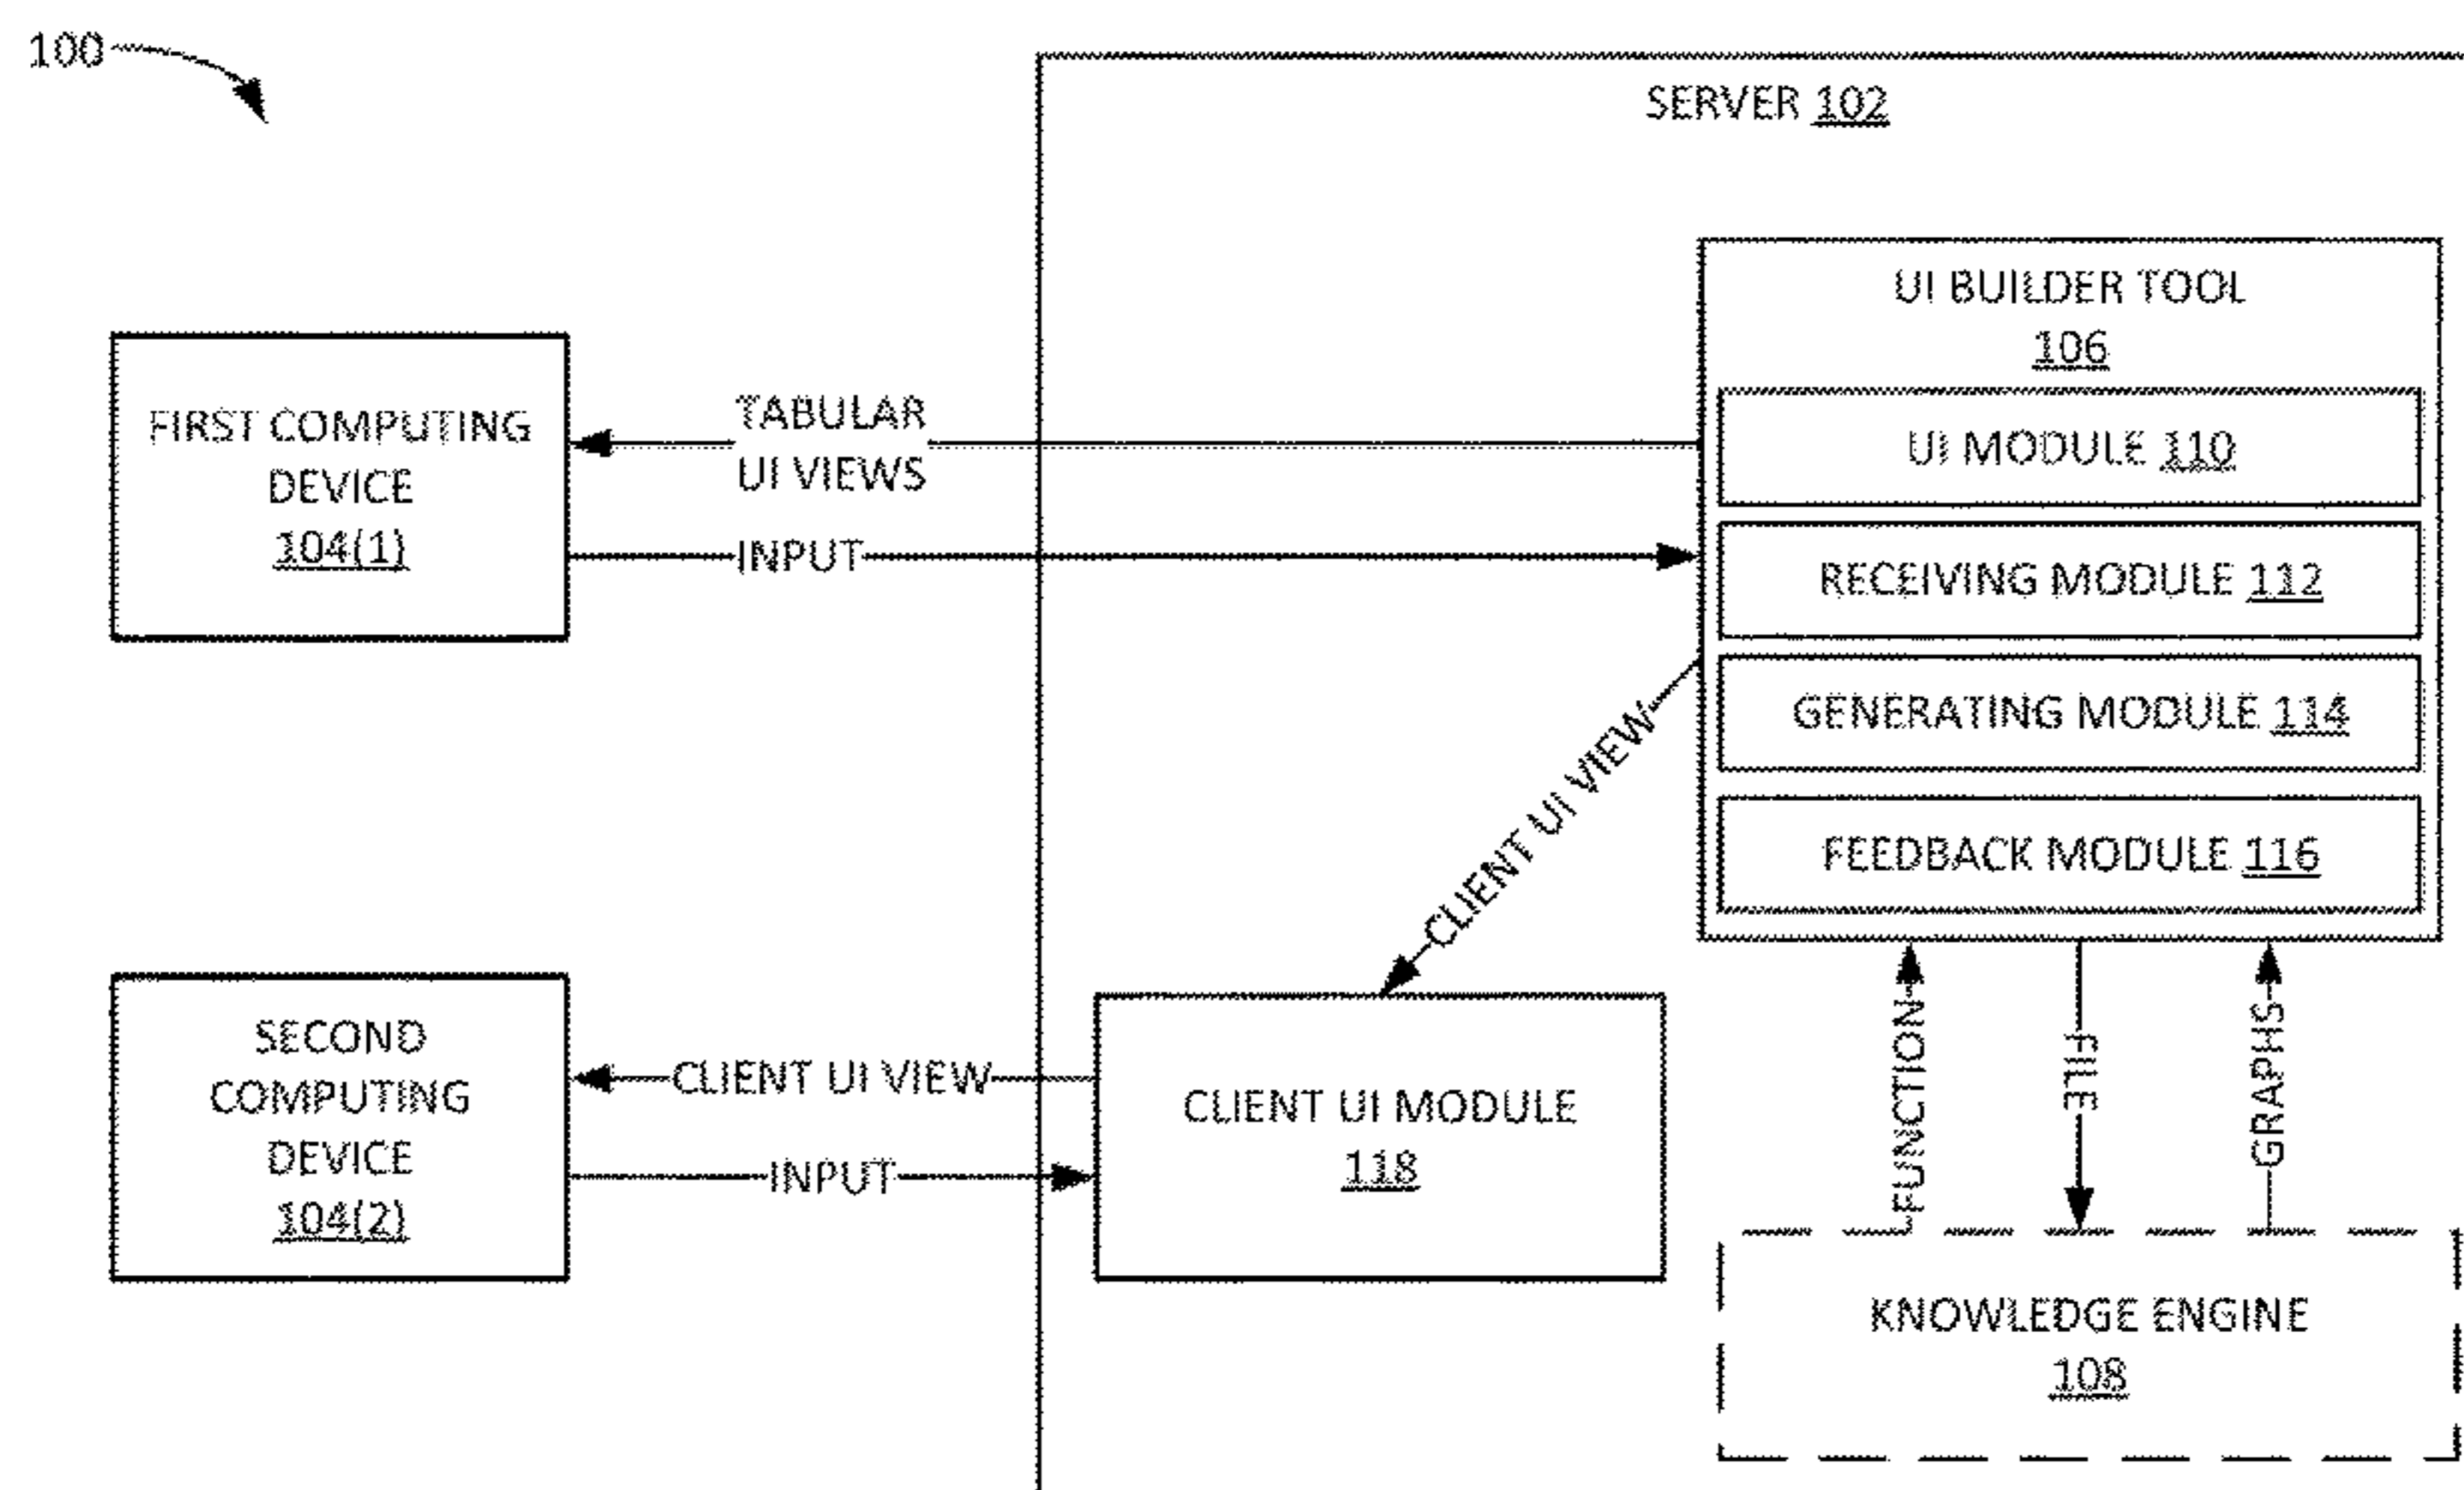 100
SERVER 102
UI BUILDER TOOL
106
UI MODULE 110
RECEIVING MODULE 112
GENERATING MODULE 114
FEEDBACK MODULE 116
FIRST COMPUTING
DEVICE
104(1)
TABULAR
UI VIEWS
INPUT
CLIENT UI VIEW
SECOND
COMPUTING
DEVICE
104(2)
CLIENT UI VIEW
INPUT
CLIENT UI MODULE
118
FUNCTION
FILE
GRAPHS
KNOWLEDGE ENGINE
108